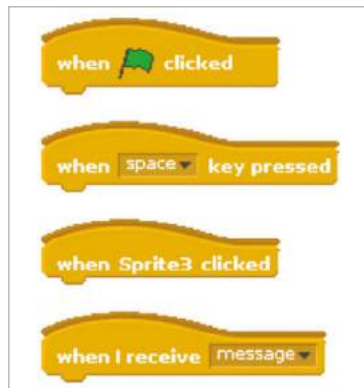 when clicked
when space key pressed
when Sprite3 clicked
when I receive message